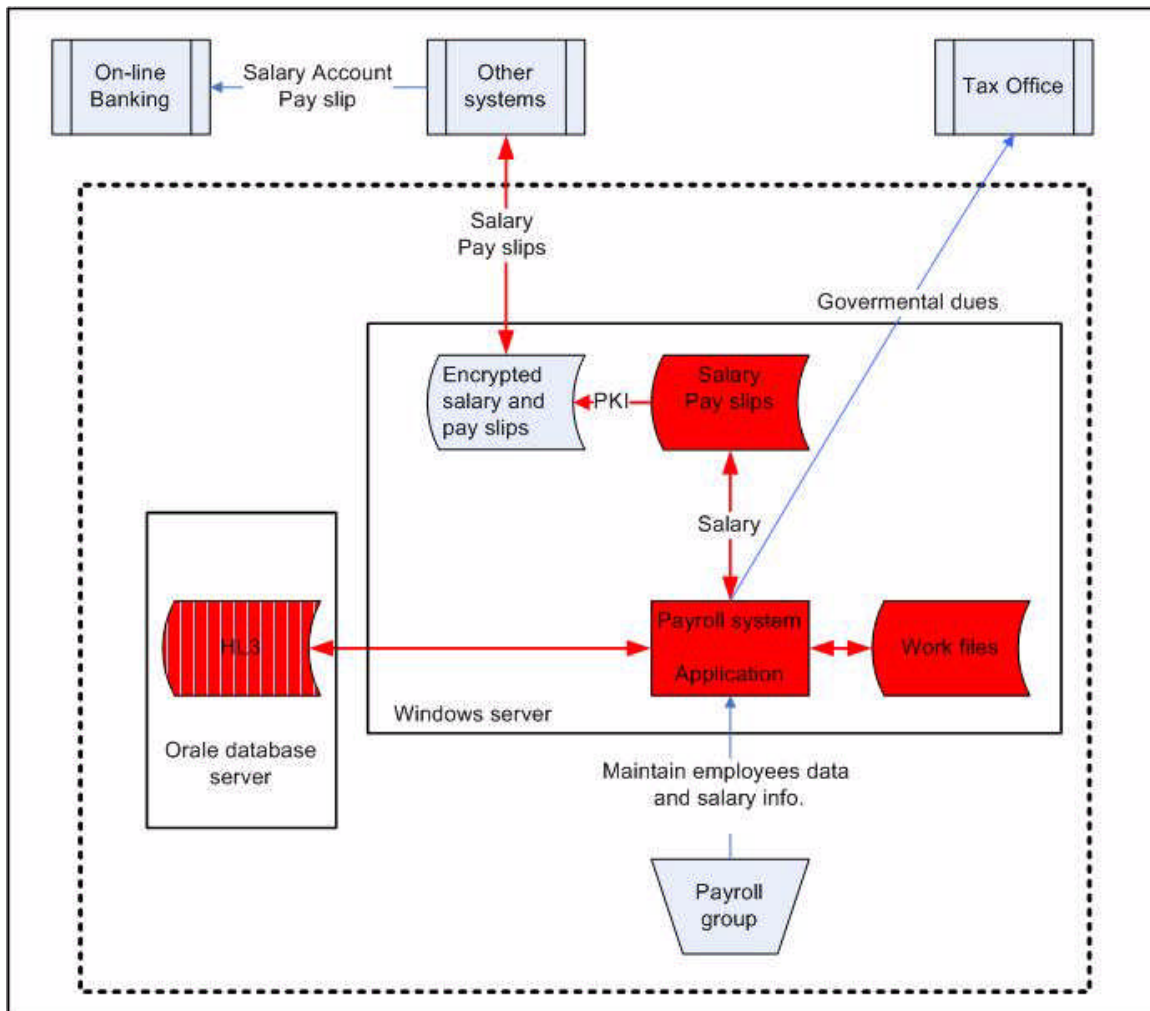 On-line
Banking
Salary Account
Pay slip
Other
systems
Tax Office
Salary
Pay slips
Govermental dues
Encrypted
salary and
pay slips
PKI
Salary
Pay slips
Salary
HL3
Payroll system
Application
Work files
Windows server
Orale database
server
Maintain employees data
and salary info.
Payroll
group